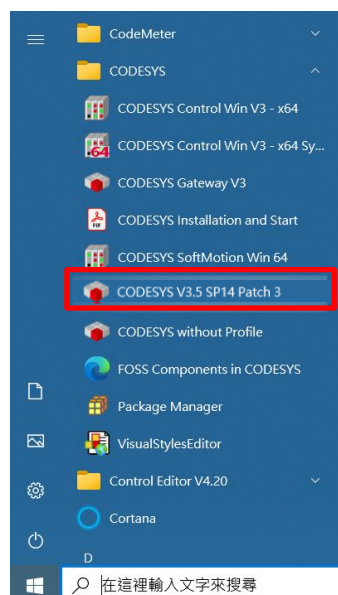 CodeMeter
CODESYS
CODESYS Control Win V3 - x64
CODESYS Control Win V3 - x64 Sy...
64
CODESYS Gateway V3
PDF
CODESYS Installation and Start
CODESYS SoftMotion Win 64
CODESYS V3.5 SP14 Patch 3
CODESYS without Profile
FOSS Components in CODESYS
Package Manager
VisualStylesEditor
Control Editor V4.20
Cortana
D
在這裡輸入文字來搜尋